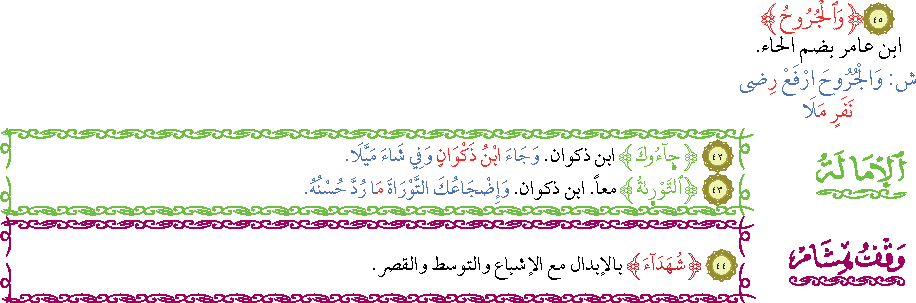 ٤٥ ﴿وَٱلْجُرُوحُ﴾
ابن عامر بضم الحاء.
ش: وَالْجُرُوحَ ارْفَعْ رِضى
نَفَرٍ مَلَا
ٱلْإِمَالَةُ
٤٢ ﴿جَآءُوكَ﴾ ابن ذكوان. وَجَاءَ ابْنُ ذَكْوَانٍ وَفِي شَاءَ مَيَّلَا.
٤٣ ﴿ٱلتَّوْرَىٰةُ﴾ معاً. ابن ذكوان. وَإِضْجَاعُكَ التَّوْرَاةَ مَا رُدَّ حُسْنُهُ.
وَقْفُ هِشَامٍ
٤٤ ﴿شُهَدَآءَ﴾ بالإبدال مع الإشباع والتوسط والقصر.